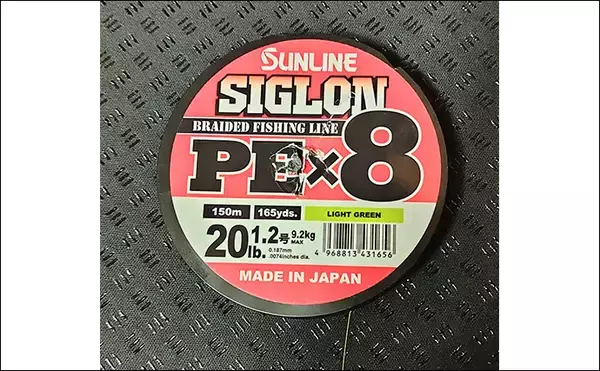 SUNLINE
SIGLON
BRAIDED FISHING LINE
PE×8
150m 165yds. LIGHT GREEN
20lb. 1.2号 9.2kg MAX
0.187mm
.0074inches dia.
4 968813 431656
MADE IN JAPAN